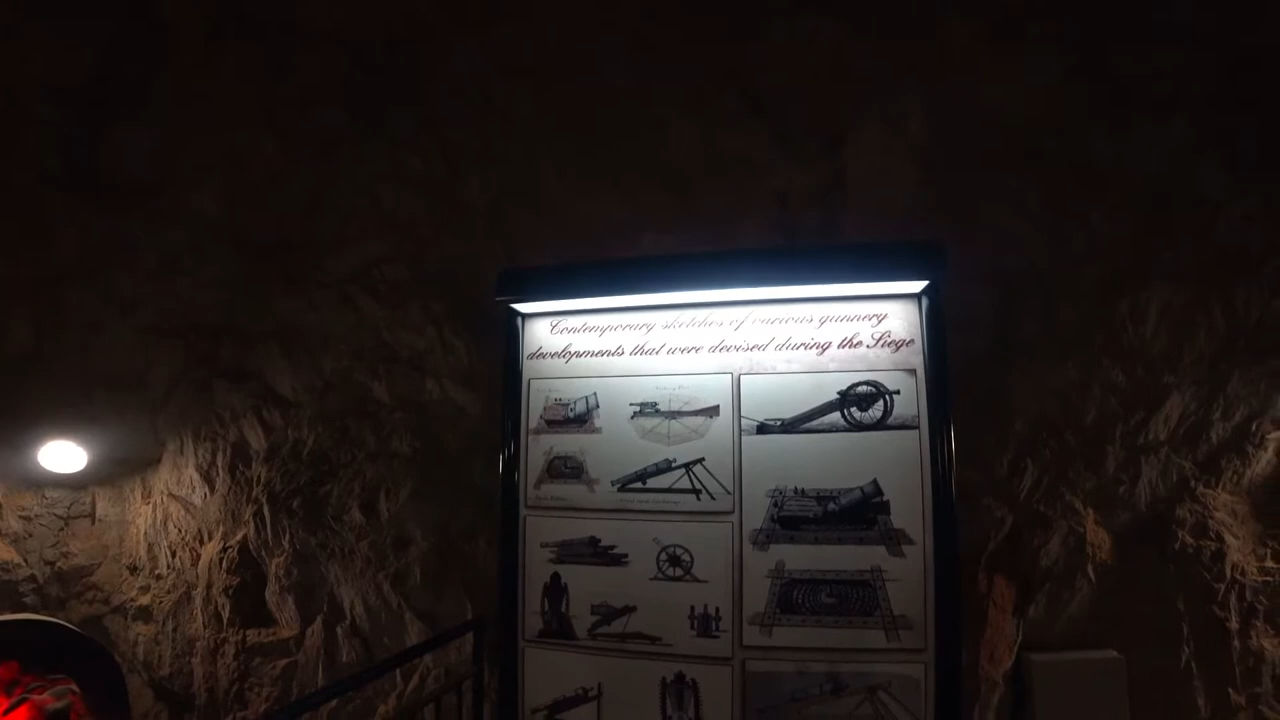 Contemporary sketches of various gunnery
developments that were devised during the Siege